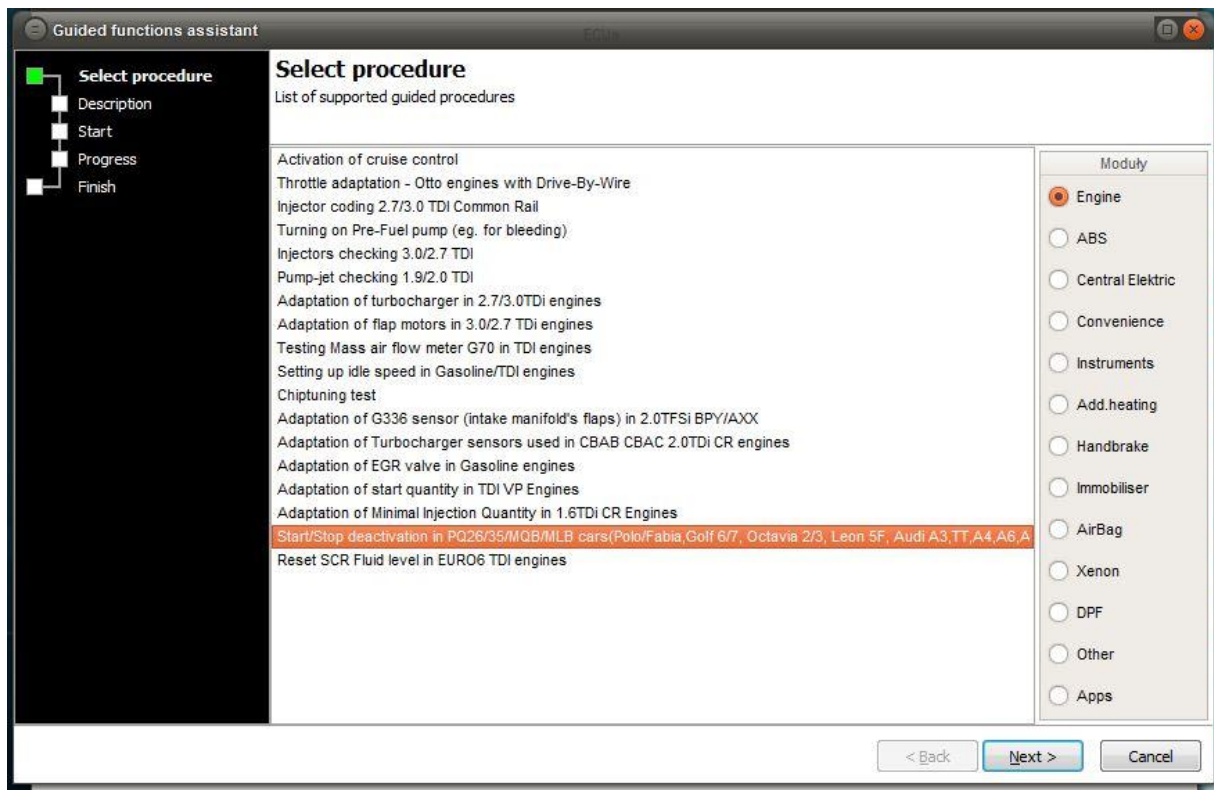 Guided functions assistant
Select procedure
Description
Start
Progress
Finish
Select procedure
List of supported guided procedures
Activation of cruise control
Throttle adaptation - Otto engines with Drive-By-Wire
Injector coding 2.7/3.0 TDI Common Rail
Turning on Pre-Fuel pump (eg. for bleeding)
Injectors checking 3.0/2.7 TDI
Pump-jet checking 1.9/2.0 TDI
Adaptation of turbocharger in 2.7/3.0TDi engines
Adaptation of flap motors in 3.0/2.7 TDi engines
Testing Mass air flow meter G70 in TDI engines
Setting up idle speed in Gasoline/TDI engines
Chiptuning test
Adaptation of G336 sensor (intake manifold's flaps) in 2.0TFSi BPY/AXX
Adaptation of Turbocharger sensors used in CBAB CBAC 2.0TDi CR engines
Adaptation of EGR valve in Gasoline engines
Adaptation of start quantity in TDI VP Engines
Adaptation of Minimal Injection Quantity in 1.6TDi CR Engines
Start/Stop deactivation in PQ26/35/MQB/MLB cars(Polo/Fabia,Golf 6/7, Octavia 2/3, Leon 5F, Audi A3,TT,A4,A6,A
Reset SCR Fluid level in EURO6 TDI engines
Moduły
Engine
ABS
Central Elektric
Convenience
Instruments
Add.heating
Handbrake
Immobiliser
AirBag
Xenon
DPF
Other
Apps
< Back
Next >
Cancel